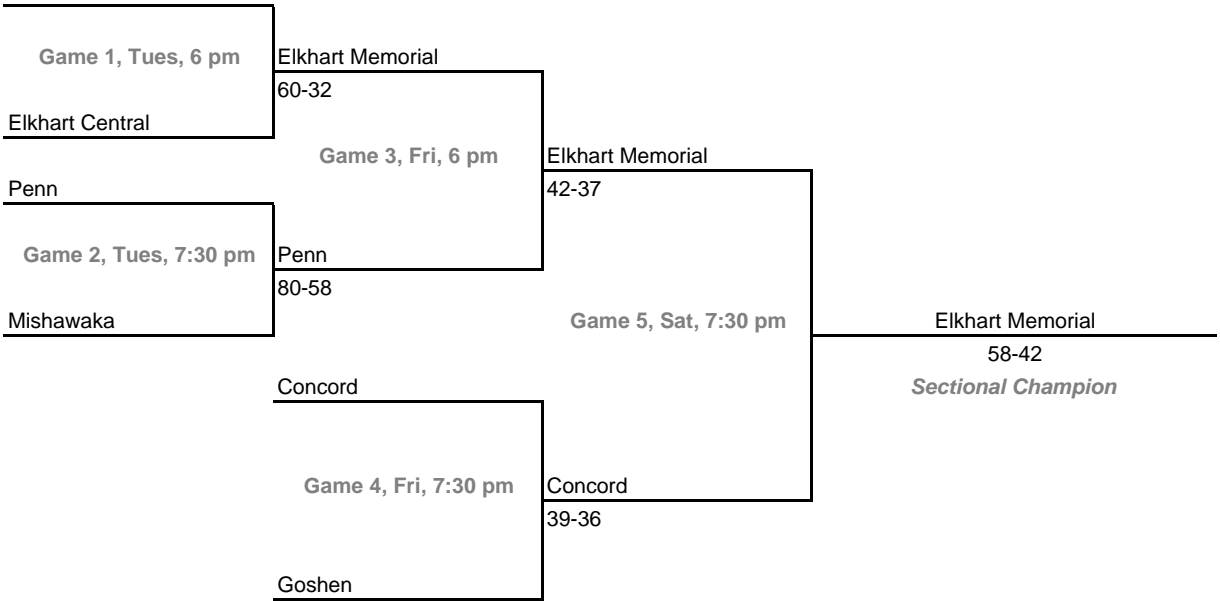 Game 1, Tues, 6 pm
Elkhart Memorial
60-32
Elkhart Central
Game 3, Fri, 6 pm
Elkhart Memorial
Penn
42-37
Game 2, Tues, 7:30 pm
Penn
80-58
Mishawaka
Game 5, Sat, 7:30 pm
Elkhart Memorial
58-42
Concord
Sectional Champion
Game 4, Fri, 7:30 pm
Concord
39-36
Goshen